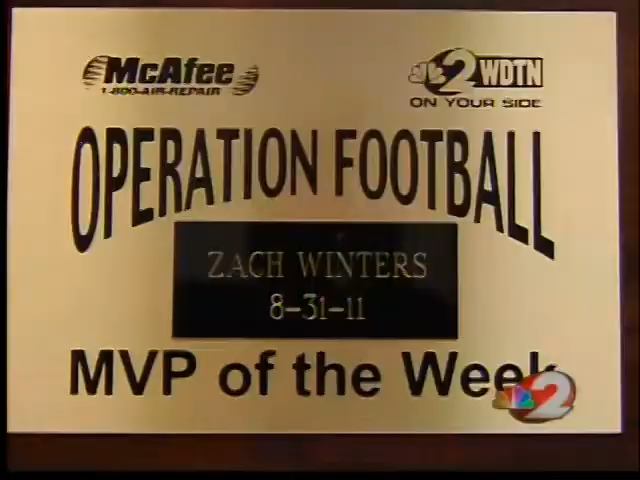 McAfee
1-800-AIR-REPAIR
2 WDTN
ON YOUR SIDE
OPERATION FOOTBALL
ZACH WINTERS
8-31-11
MVP of the Week
2